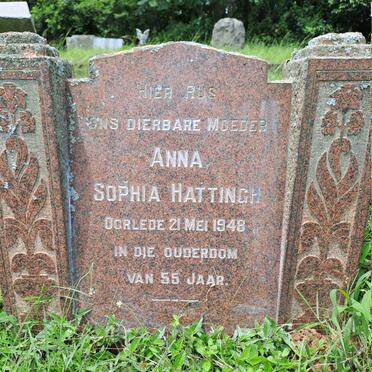 HIER RUS
ONS DIERBARE MOEDER
ANNA
SOPHIA HATTINGH
OORLEDE 21 MEI 1948
IN DIE OUDERDOM
VAN 55 JAAR.